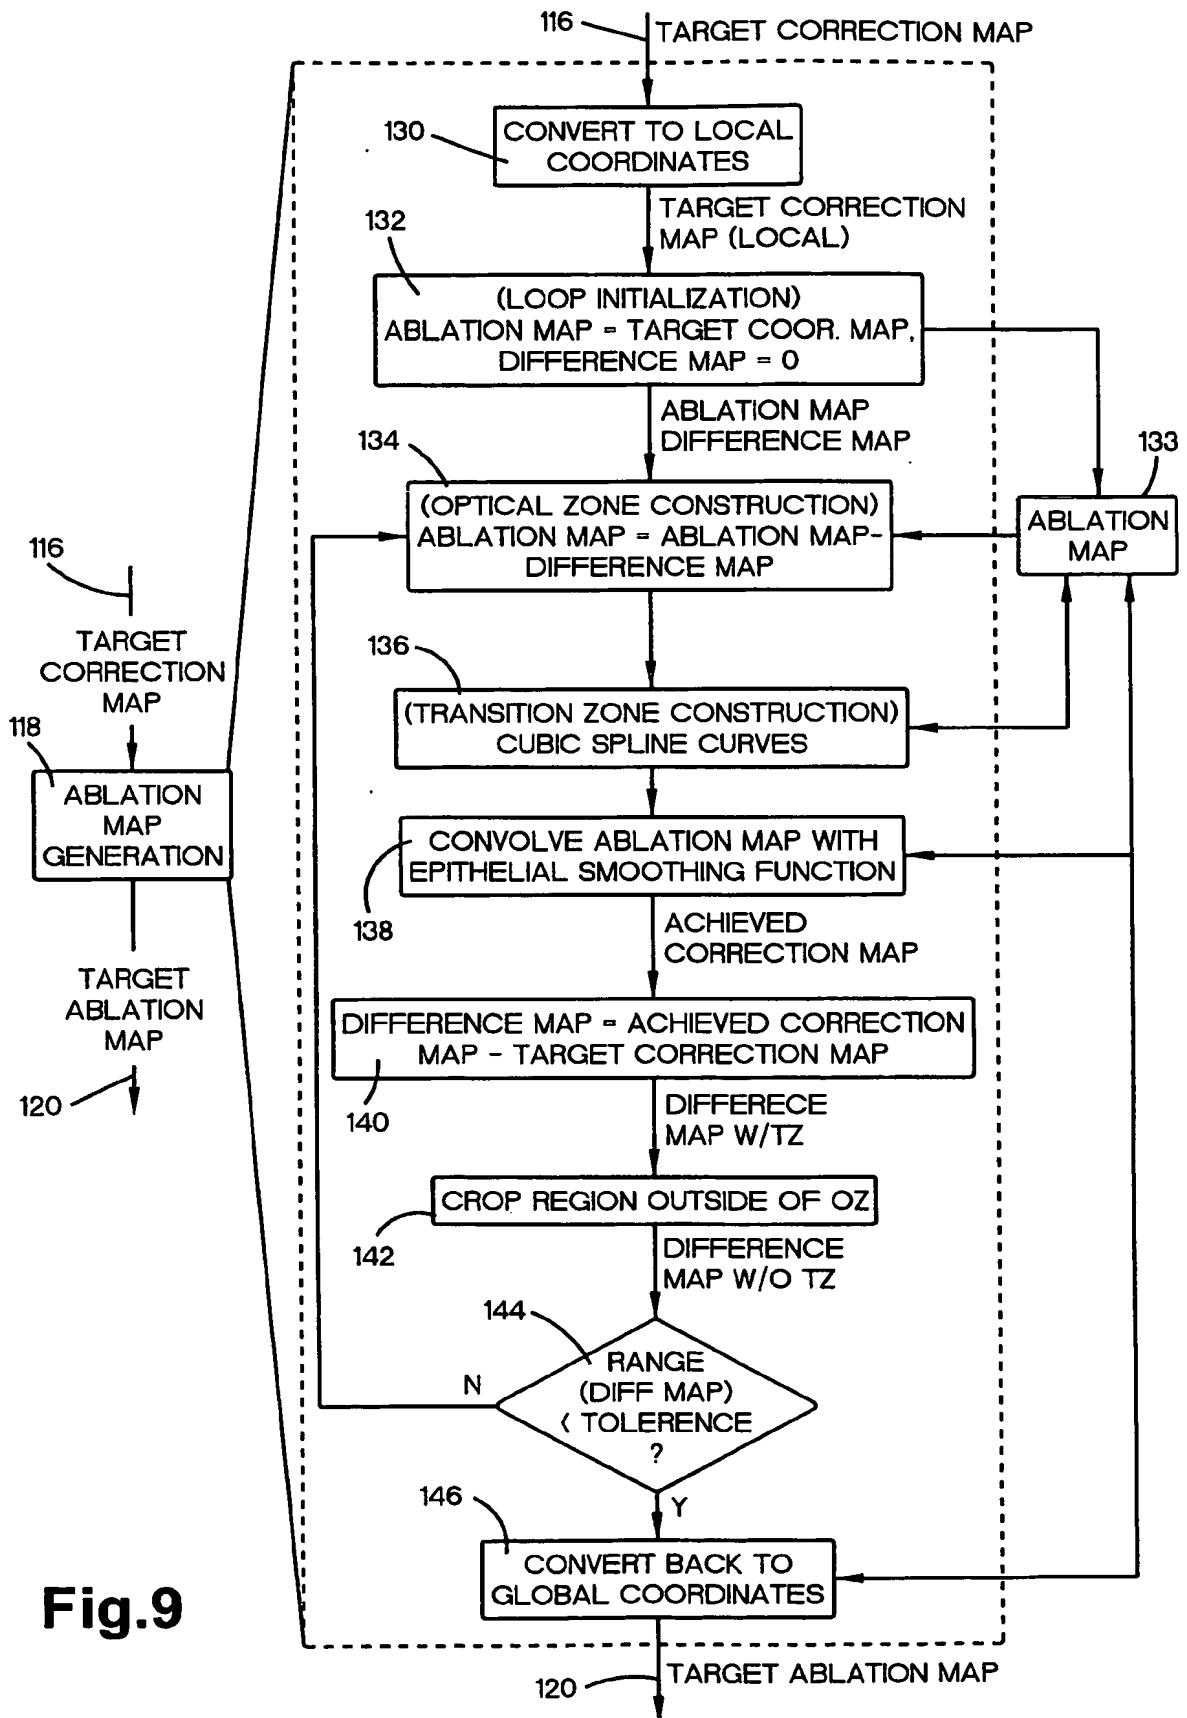 116
TARGET CORRECTION MAP
130
CONVERT TO LOCAL
COORDINATES
TARGET CORRECTION
MAP (LOCAL)
132
(LOOP INITIALIZATION)
ABLATION MAP = TARGET COOR. MAP,
DIFFERENCE MAP = 0
ABLATION MAP
DIFFERENCE MAP
133
ABLATION
MAP
134
(OPTICAL ZONE CONSTRUCTION)
ABLATION MAP = ABLATION MAP-
DIFFERENCE MAP
116
TARGET
CORRECTION
MAP
118
ABLATION
MAP
GENERATION
TARGET
ABLATION
MAP
120
136
(TRANSITION ZONE CONSTRUCTION)
CUBIC SPLINE CURVES
CONVOLVE ABLATION MAP WITH
EPITHELIAL SMOOTHING FUNCTION
138
ACHIEVED
CORRECTION MAP
DIFFERENCE MAP = ACHIEVED CORRECTION
MAP - TARGET CORRECTION MAP
140
DIFFERECE
MAP W/TZ
CROP REGION OUTSIDE OF OZ
142
DIFFERENCE
MAP W/O TZ
144
RANGE
(DIFF MAP)
< TOLERENCE
?
N
Y
146
CONVERT BACK TO
GLOBAL COORDINATES
120
TARGET ABLATION MAP
Fig.9